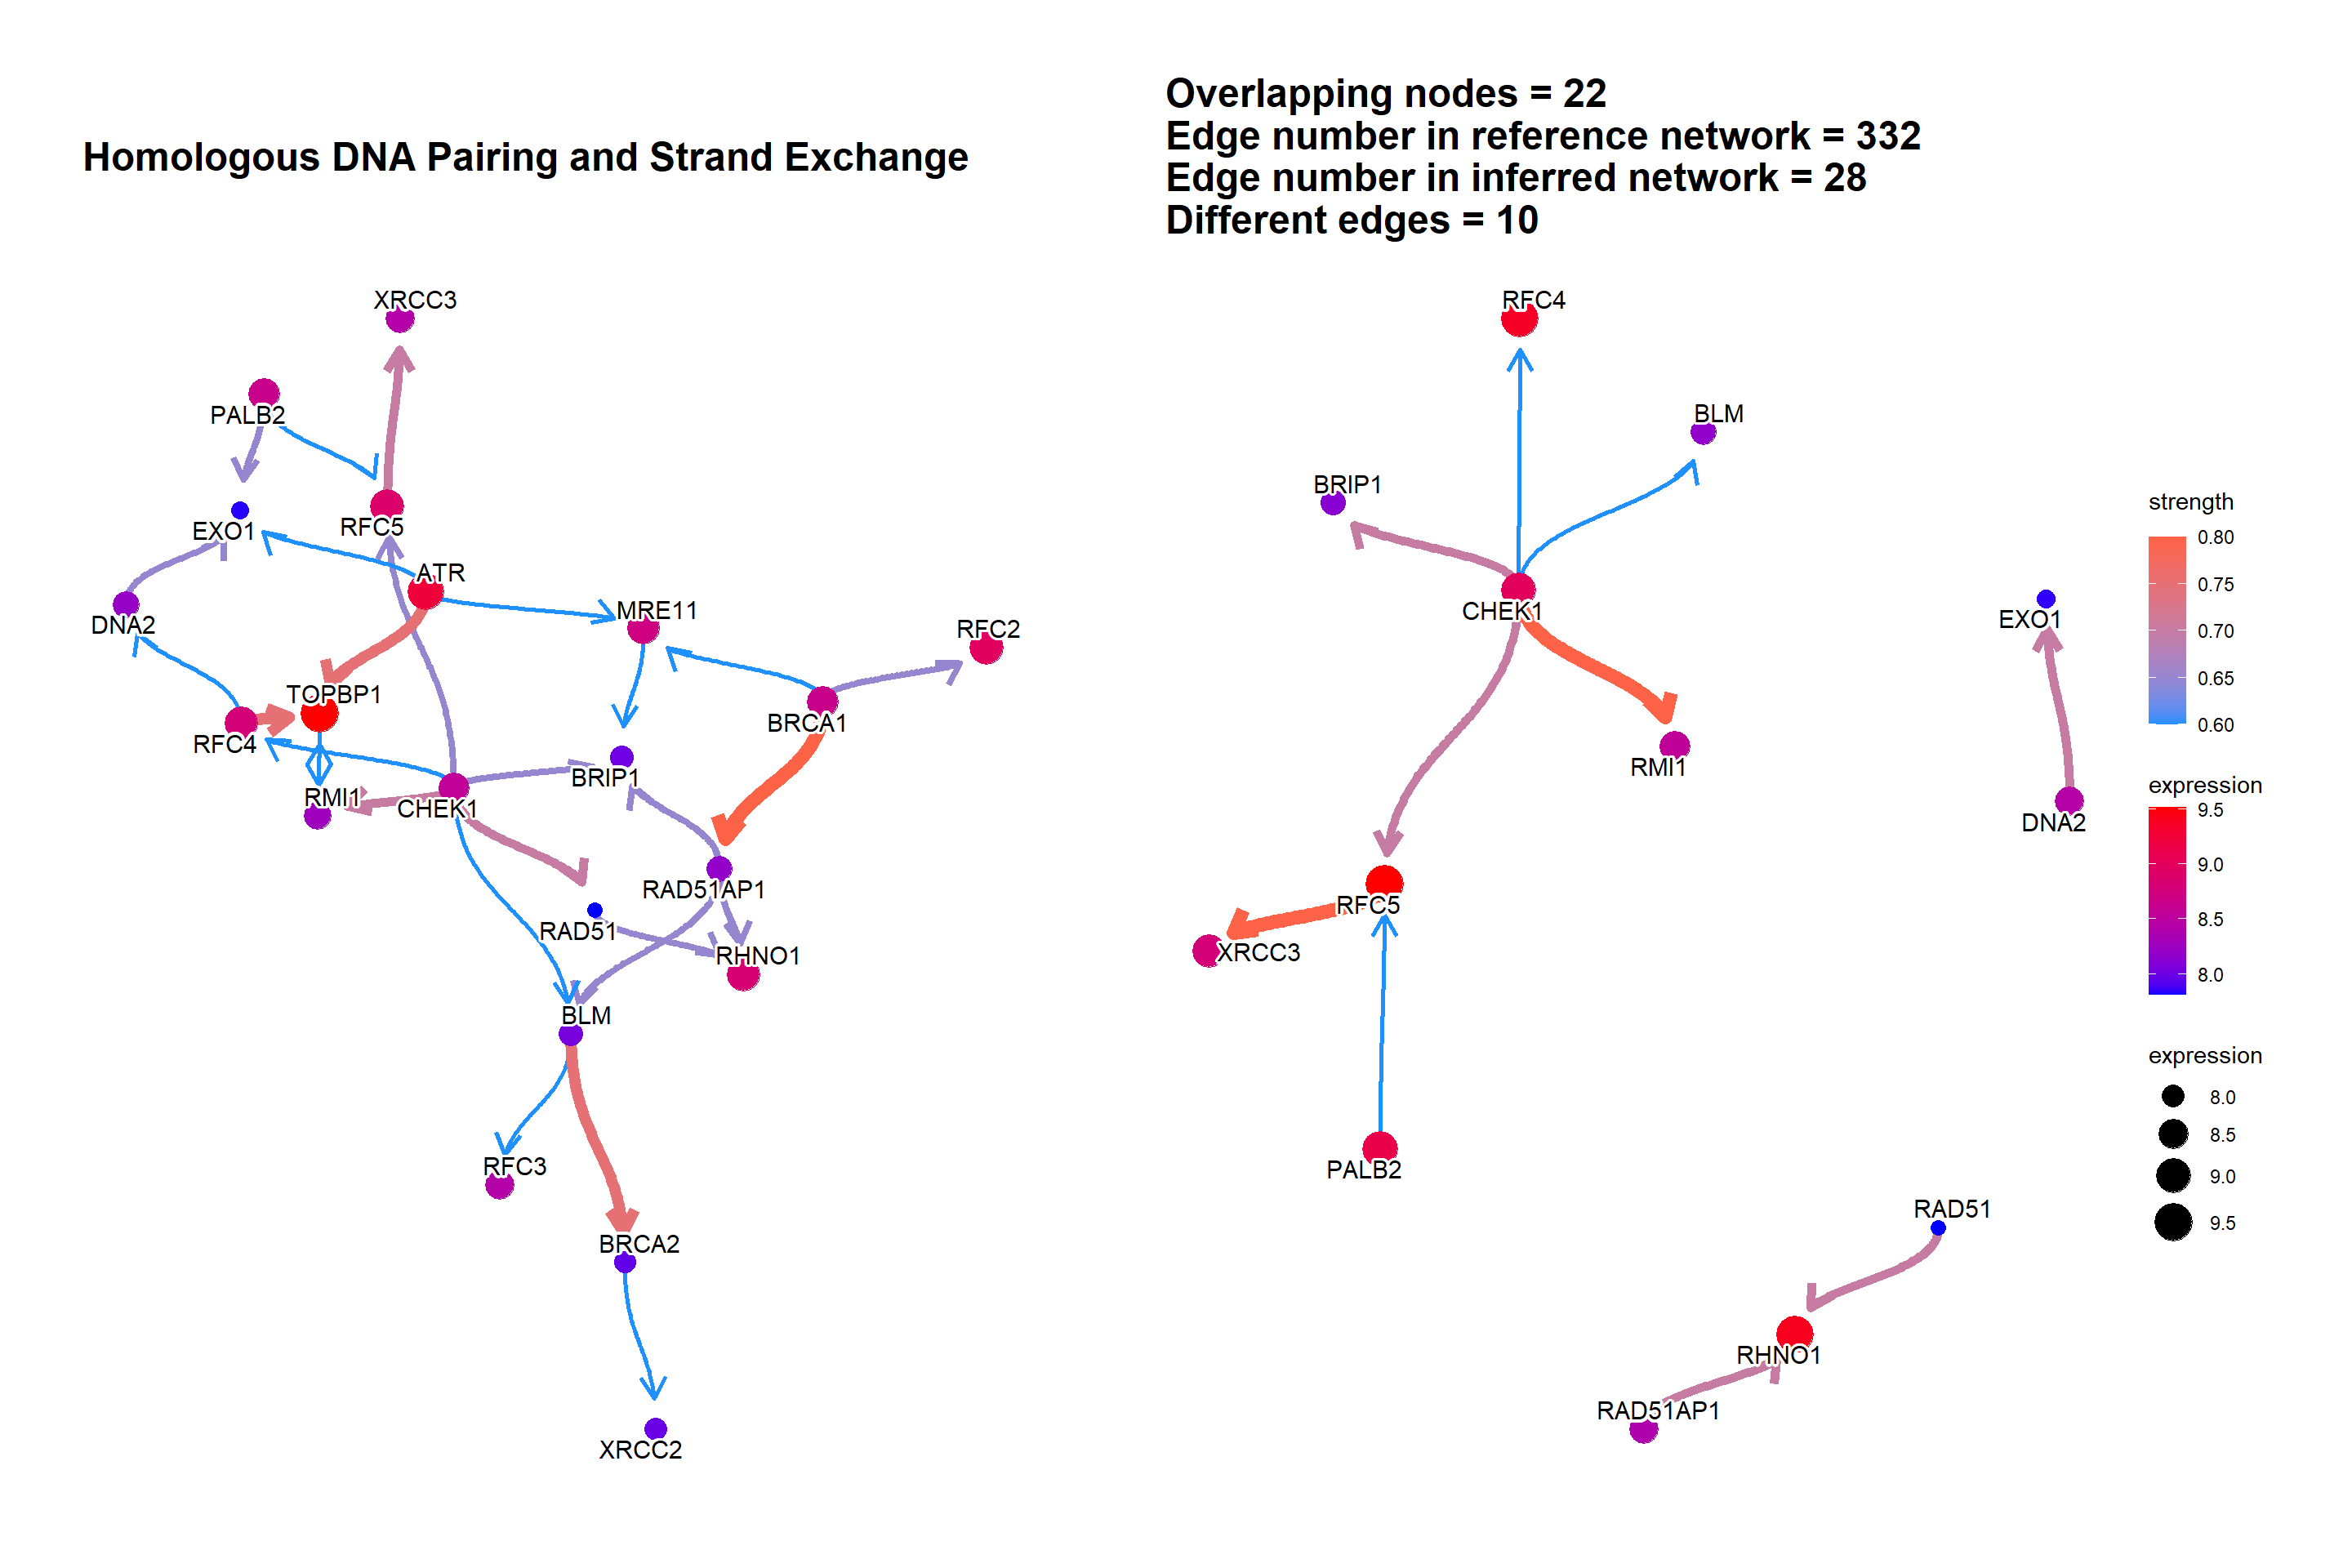 Homologous DNA Pairing and Strand Exchange
XRCC3
PALB2
EXO1
RFC5
ATR
DNA2
MRE11
RFC2
TOPBP1
BRCA1
RFC4
BRIP1
RMI1
CHEK1
RAD51AP1
RAD51
RHNO1
BLM
RFC3
BRCA2
XRCC2
Overlapping nodes = 22
Edge number in reference network = 332
Edge number in inferred network = 28
Different edges = 10
RFC4
BLM
BRIP1
CHEK1
EXO1
RMI1
DNA2
RFC5
XRCC3
PALB2
RAD51
RHNO1
RAD51AP1
strength
0.80
0.75
0.70
0.65
0.60
expression
9.5
9.0
8.5
8.0
expression
8.0
8.5
9.0
9.5